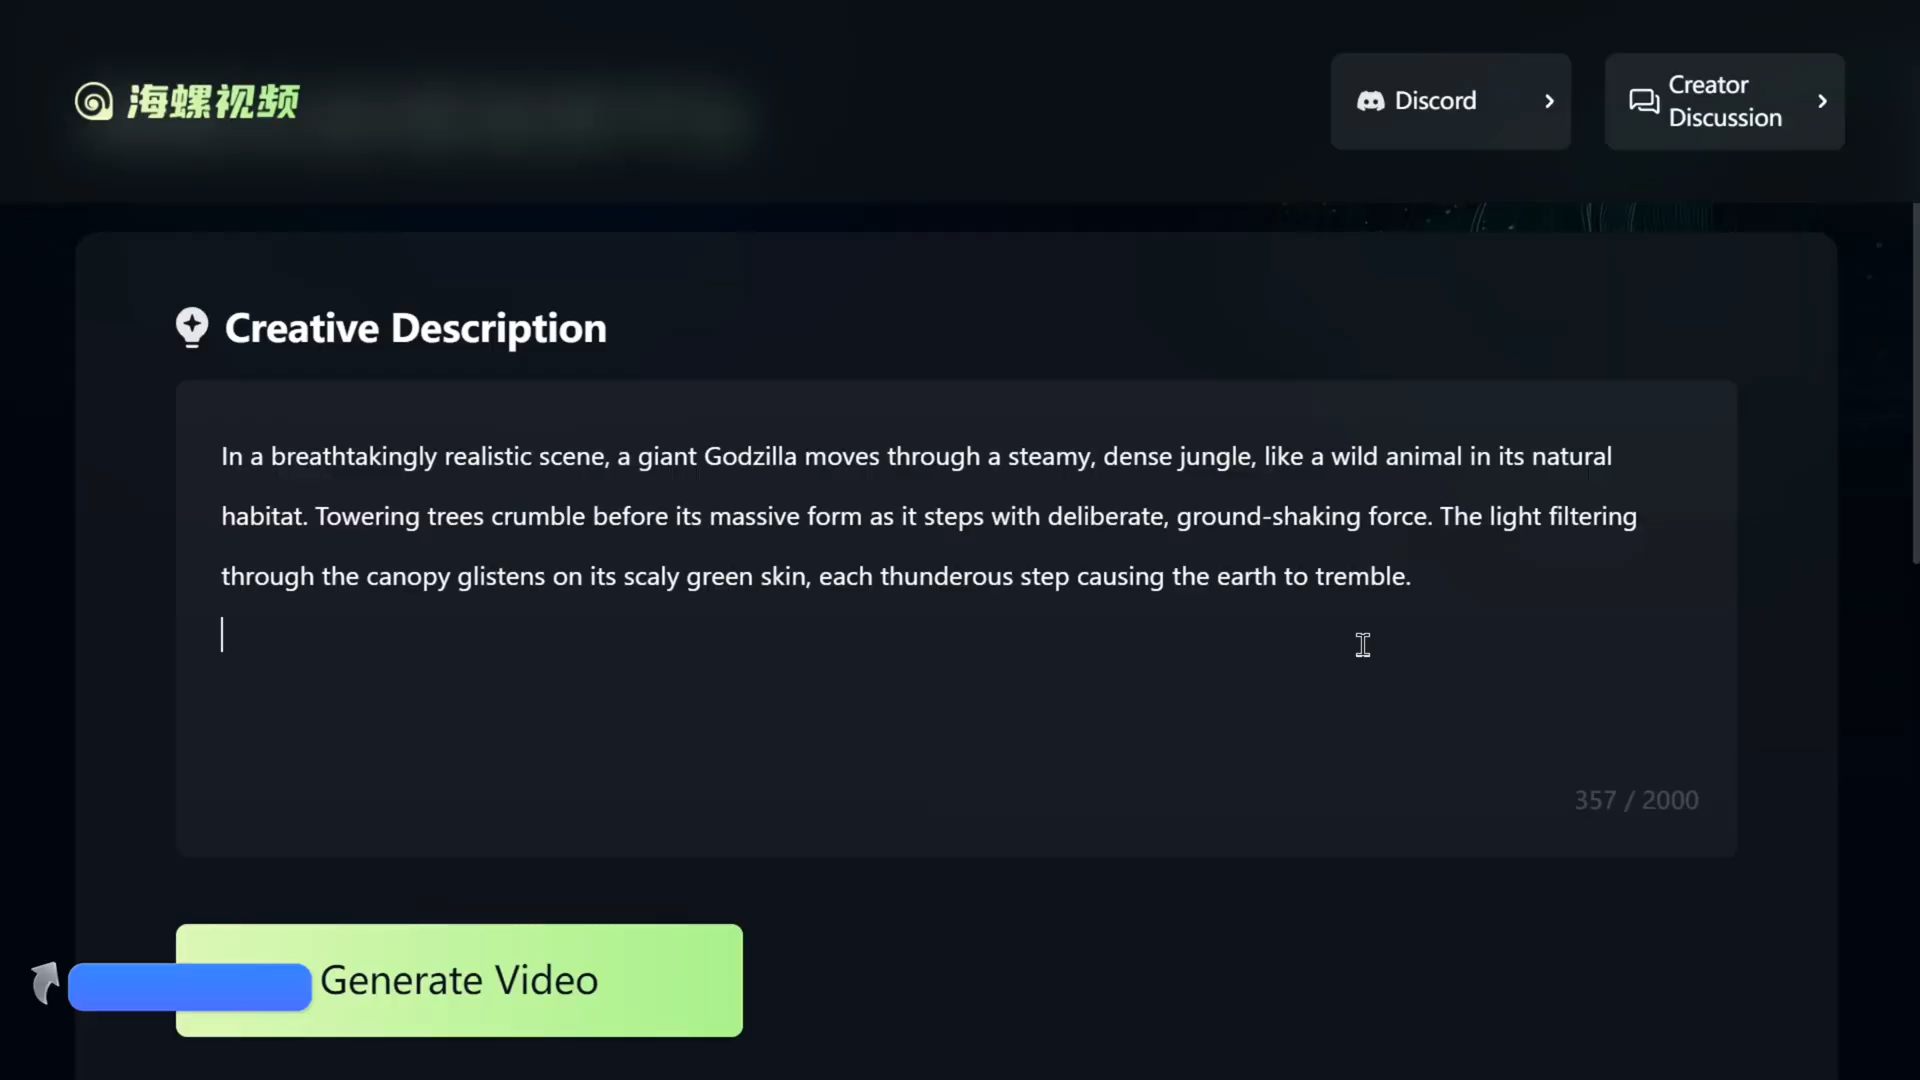 海螺视频
Discord
Creator
Discussion
Creative Description
In a breathtakingly realistic scene, a giant Godzilla moves through a steamy, dense jungle, like a wild animal in its natural
habitat. Towering trees crumble before its massive form as it steps with deliberate, ground-shaking force. The light filtering
through the canopy glistens on its scaly green skin, each thunderous step causing the earth to tremble.
357 / 2000
Generate Video